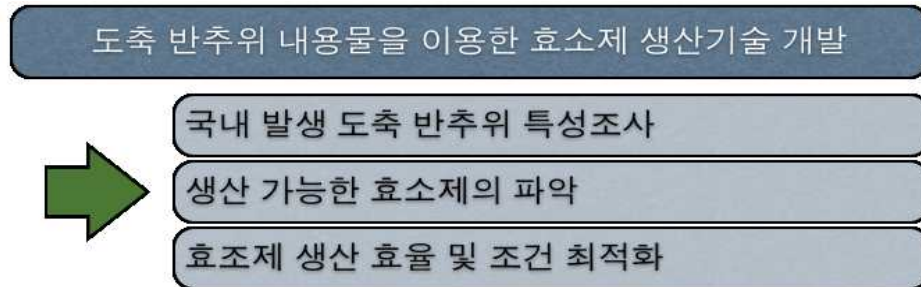 도축 반추위 내용물을 이용한 효소제 생산기술 개발
국내 발생 도축 반추위 특성조사
생산 가능한 효소제의 파악
효조제 생산 효율 및 조건 최적화